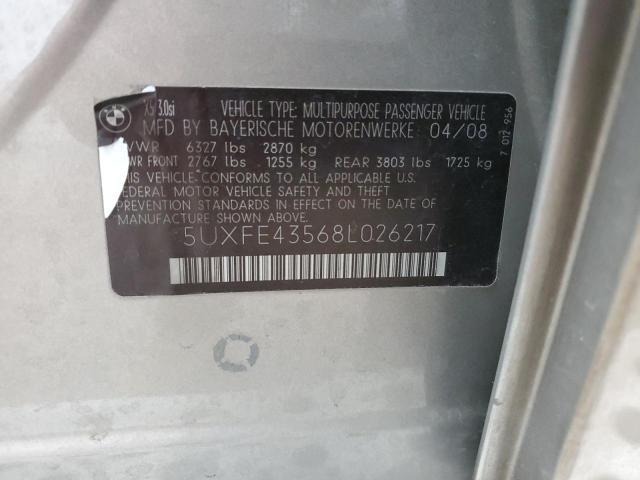 X5 3.0si VEHICLE TYPE: MULTIPURPOSE PASSENGER VEHICLE
MFD BY BAYERISCHE MOTORENWERKE 04/08
VWR 6327 lbs 2870 kg
WR FRONT 2767 lbs 1255 kg REAR 3803 lbs 1725 kg
THIS VEHICLE CONFORMS TO ALL APPLICABLE U.S.
FEDERAL MOTOR VEHICLE SAFETY AND THEFT
PREVENTION STANDARDS IN EFFECT ON THE DATE OF
MANUFACTURE SHOWN ABOVE.
5UXFE43568L026217
7 012 956